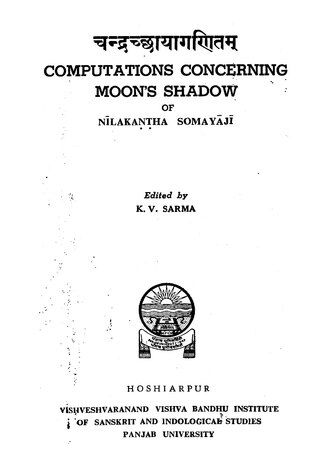 चन्द्रच्छायागणितम्
COMPUTATIONS CONCERNING
MOON'S SHADOW
OF
NĪLAKAṆṬHA SOMAYĀJĪ
Edited by
K. V. SARMA
HOSHIARPUR
VISHVESHVARANAND VISHVA BANDHU INSTITUTE
OF SANSKRIT AND INDOLOGICAL STUDIES
PANJAB UNIVERSITY